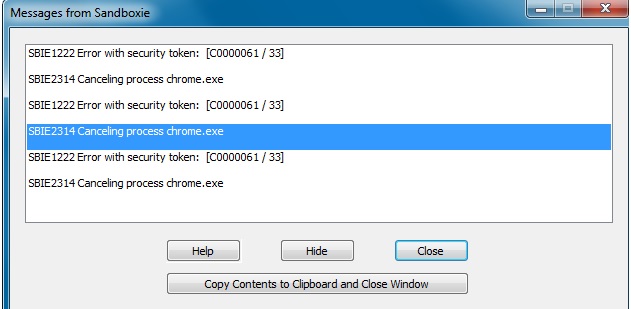 Messages from Sandboxie
SBIE1222 Error with security token: [C0000061 / 33]
SBIE2314 Canceling process chrome.exe
SBIE1222 Error with security token: [C0000061 / 33]
SBIE2314 Canceling process chrome.exe
SBIE1222 Error with security token: [C0000061 / 33]
SBIE2314 Canceling process chrome.exe
Help Hide Close
Copy Contents to Clipboard and Close Window